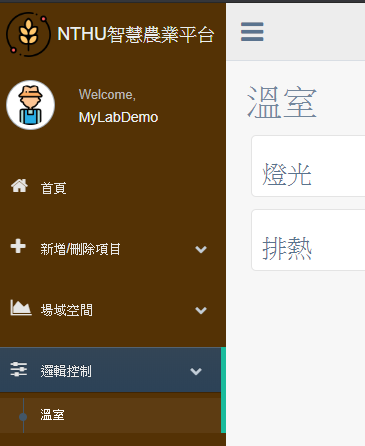 NTHU智慧農業平台
Welcome,
MyLabDemo
首頁
新增/刪除項目
場域空間
邏輯控制
溫室
溫室
燈光
排熱